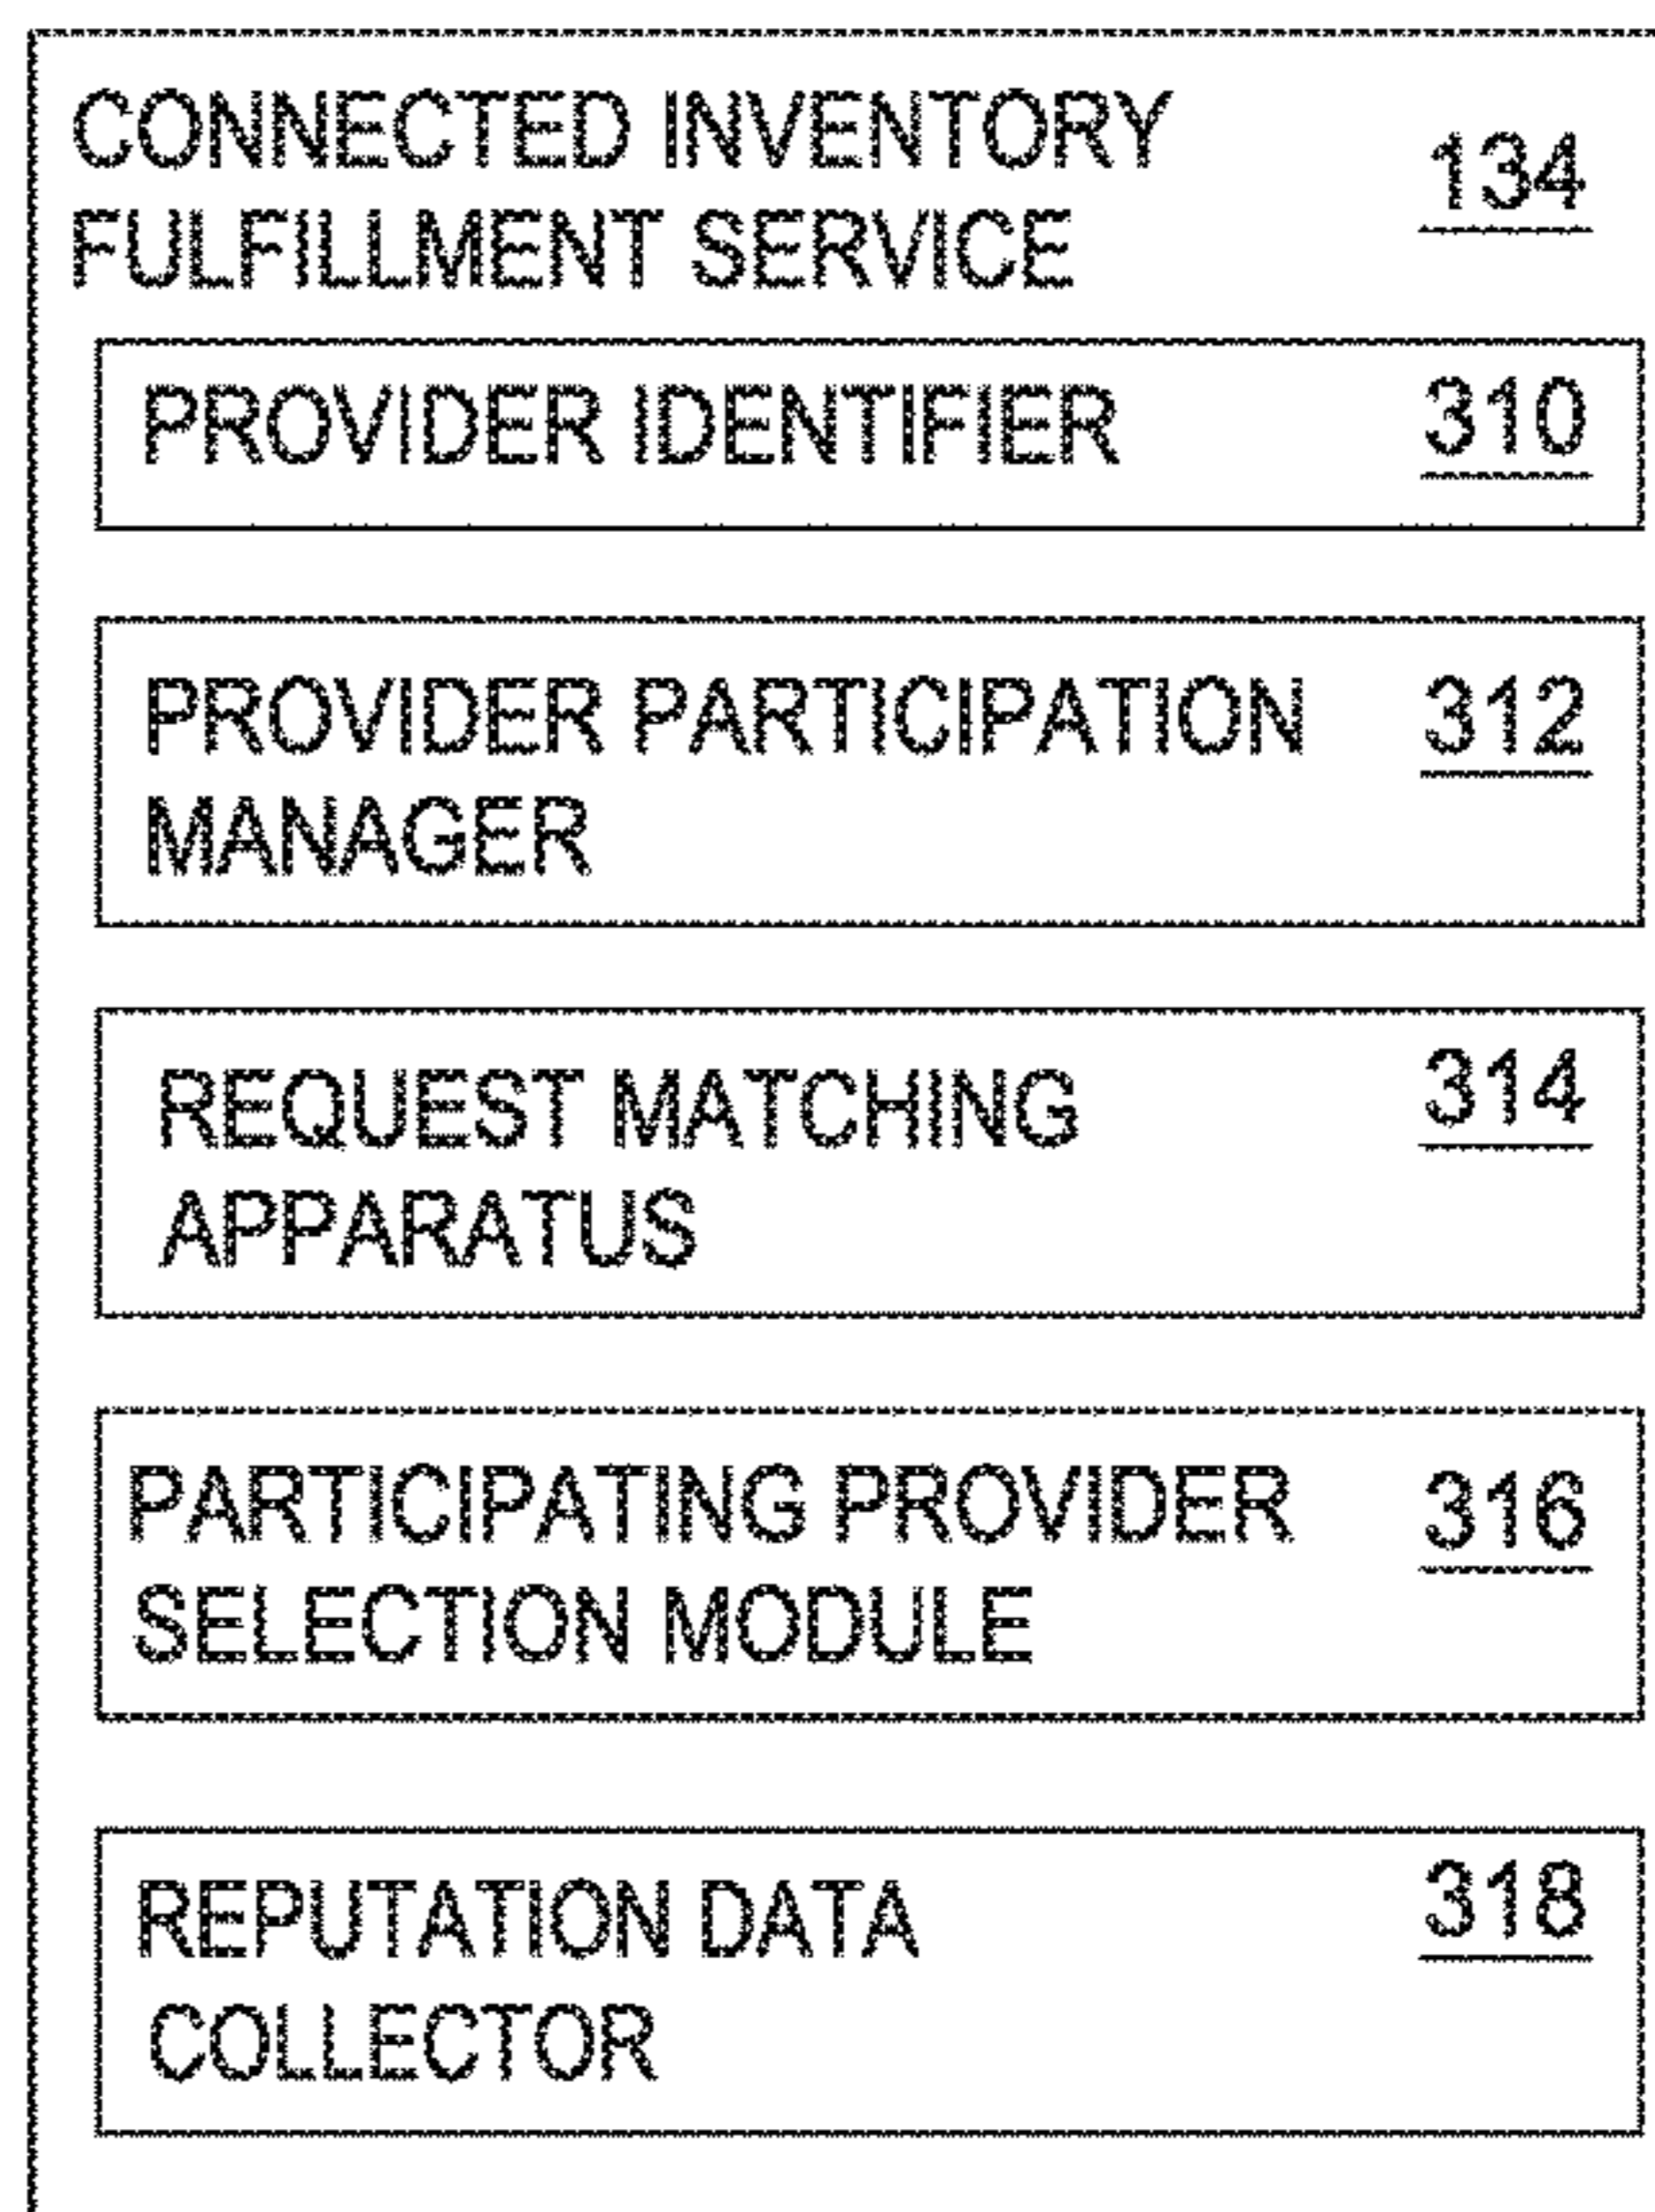 CONNECTED INVENTORY 134
FULFILLMENT SERVICE
PROVIDER IDENTIFIER 310
PROVIDER PARTICIPATION 312
MANAGER
REQUEST MATCHING 314
APPARATUS
PARTICIPATING PROVIDER 316
SELECTION MODULE
REPUTATION DATA 318
COLLECTOR